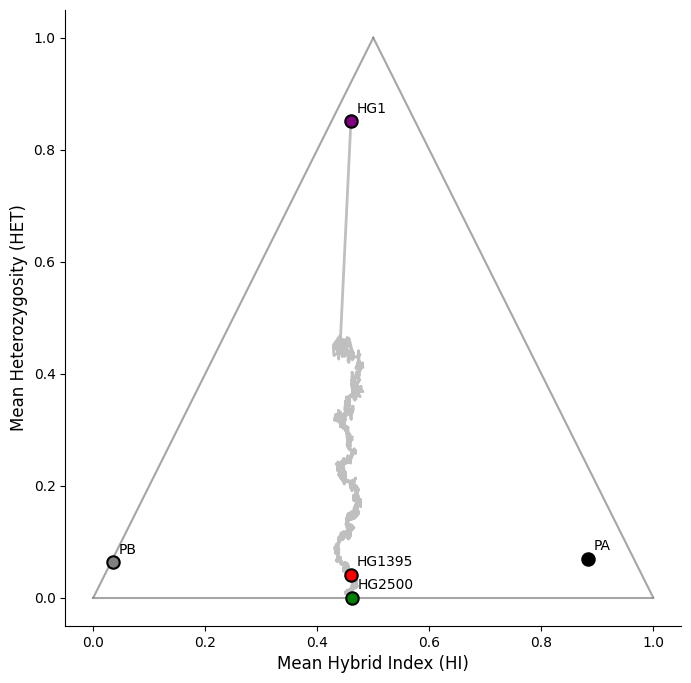 1.0
HG1
0.8
0.6
Mean Heterozygosity (HET)
0.4
0.2
PB
PA
HG1395
HG2500
0.0
0.0 0.2 0.4 0.6 0.8 1.0
Mean Hybrid Index (HI)